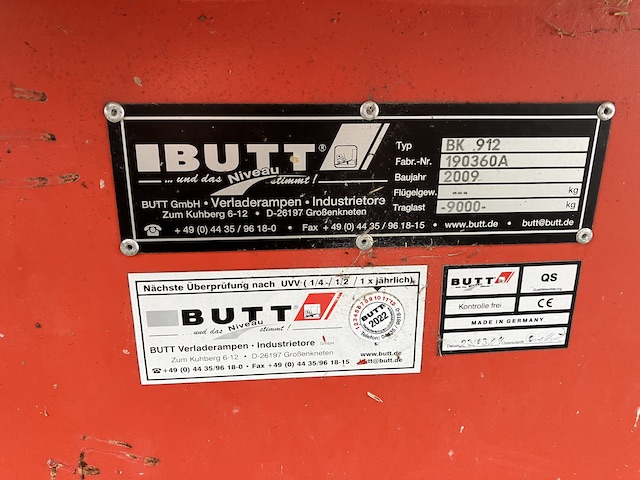 BUTT®
... und das Niveau stimmt!
BUTT GmbH · Verladerampen · Industrietore
Zum Kuhberg 6-12 • D-26197 Großenkneten
☎ + 49 (0) 44 35 / 96 18-0 • Fax + 49 (0) 44 35 / 96 18-15 • www.butt.de • butt@butt.de
Typ BK 912
Fabr.-Nr. 190360A
Baujahr 2009
Flügelgew. --- kg
Traglast -9000- kg
Nächste Überprüfung nach UVV ( 1/4 - 1/2 / 1 x jährlich)
BUTT
... und das Niveau stimmt!
BUTT Verladerampen · Industrietore GmbH
Zum Kuhberg 6-12 • D-26197 Großenkneten
☎ +49 (0) 44 35/96 18-0 • Fax +49 (0) 44 35/96 18-15
www.butt.de
butt@butt.de
BUTT
2022
BUTT
QS
Kontrolle frei
CE
MADE IN GERMANY